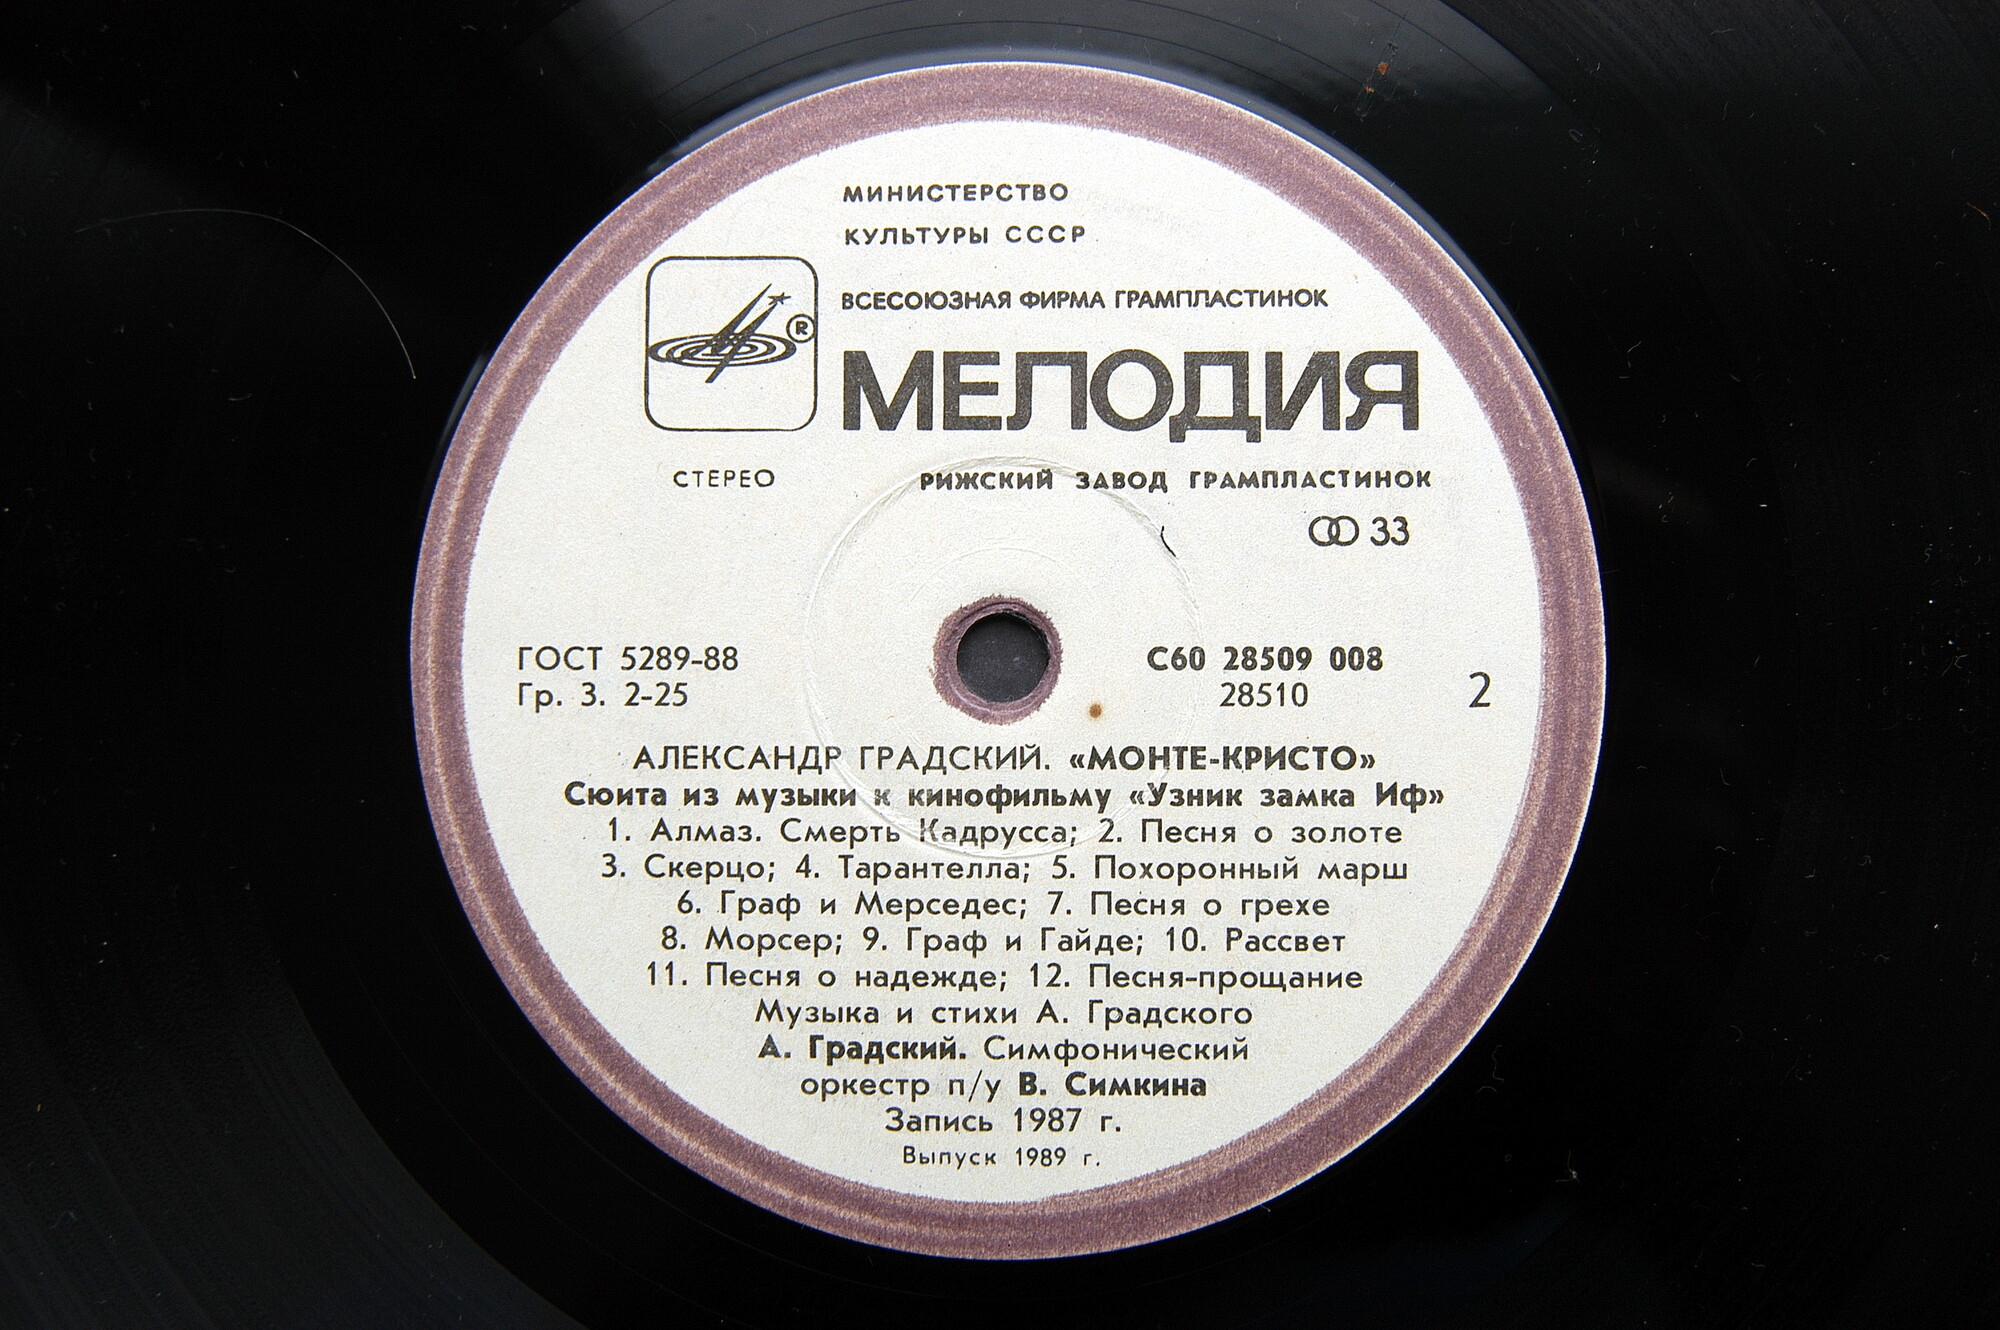 МИНИСТЕРСТВО
КУЛЬТУРЫ СССР
ВСЕСОЮЗНАЯ ФИРМА ГРАМПЛАСТИНОК
®
МЕЛОДИЯ
СТЕРЕО
РИЖСКИЙ ЗАВОД ГРАМПЛАСТИНОК
33
ГОСТ 5289-88
Гр. 3. 2-25
С60 28509 008
28510
2
АЛЕКСАНДР ГРАДСКИЙ. «МОНТЕ-КРИСТО»
Сюита из музыки к кинофильму «Узник замка Иф»
1. Алмаз. Смерть Кадрусса; 2. Песня о золоте
3. Скерцо; 4. Тарантелла; 5. Похоронный марш
6. Граф и Мерседес; 7. Песня о грехе
8. Морсер; 9. Граф и Гайде; 10. Рассвет
11. Песня о надежде; 12. Песня-прощание
Музыка и стихи А. Градского
А. Градский. Симфонический
оркестр п/у В. Симкина
Запись 1987 г.
Выпуск 1989 г.